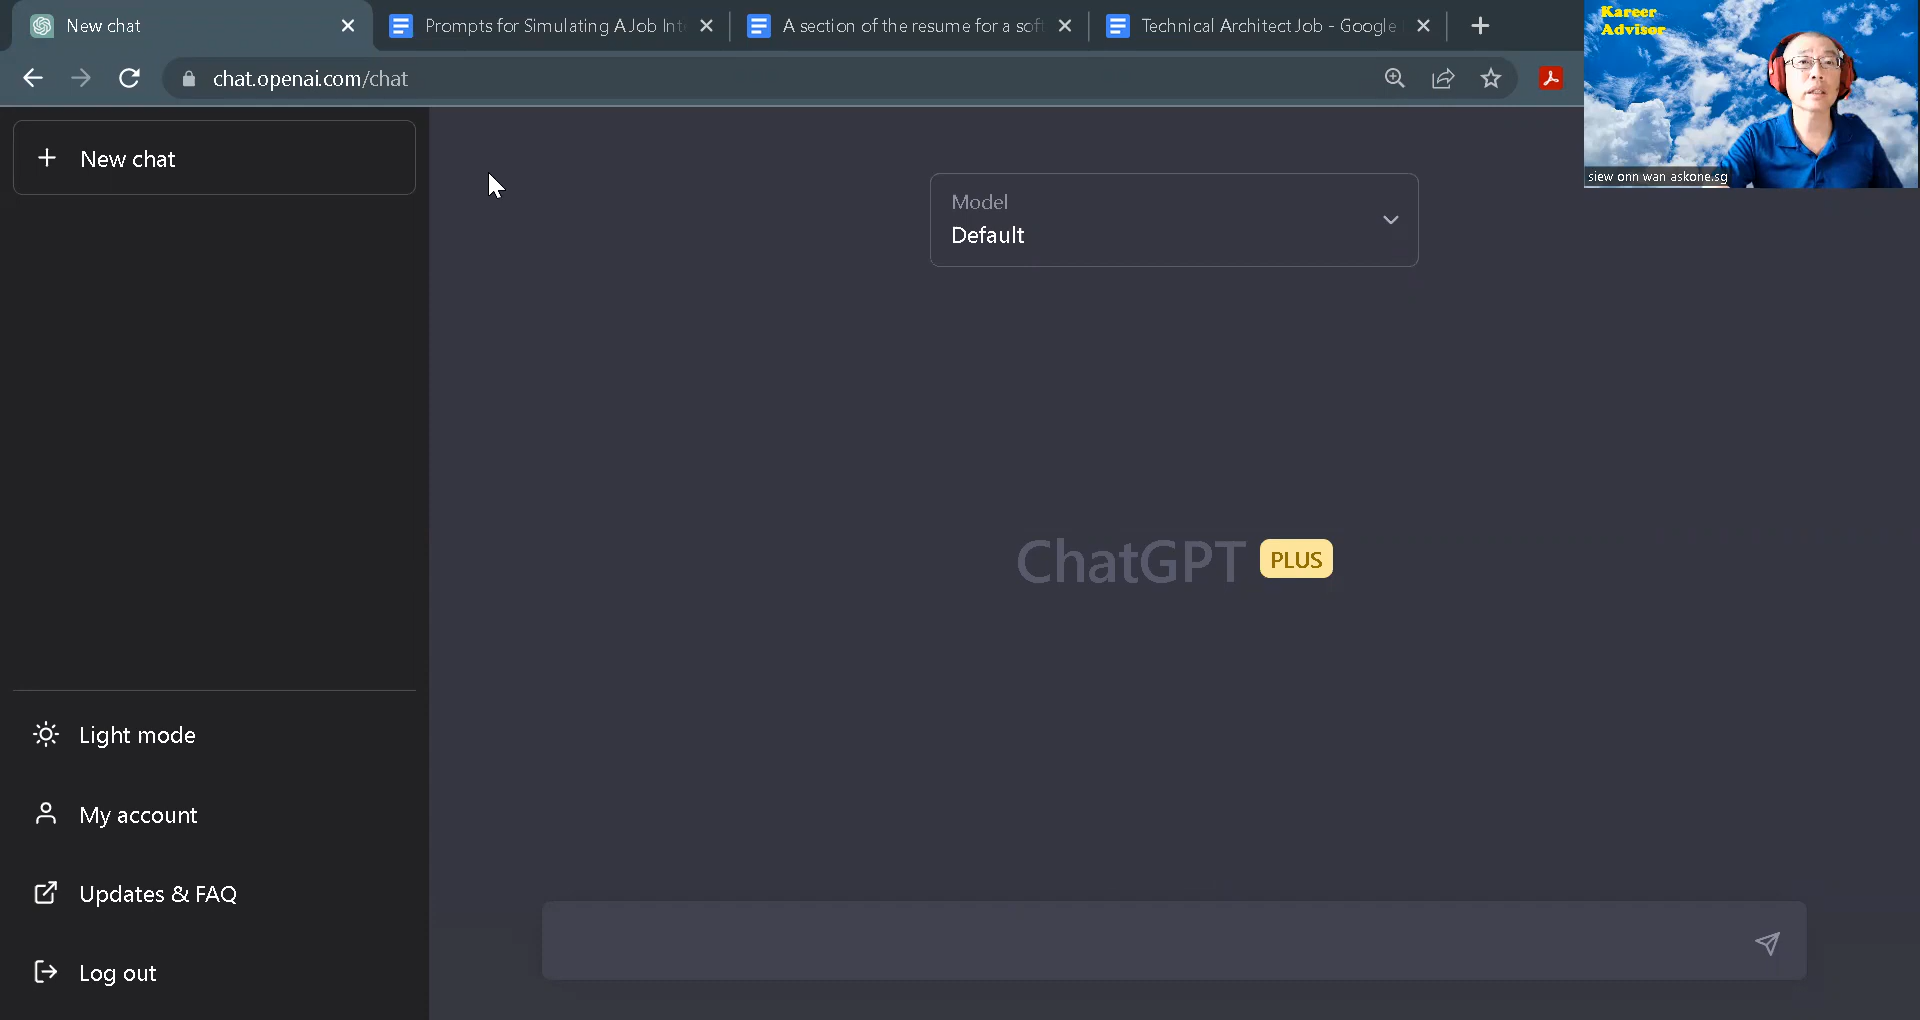 New chat
Prompts for Simulating A Job Int
A section of the resume for a sof
Technical Architect Job - Google
chat.openai.com/chat
Kareer
Advisor
siew onn wan askone.sg
New chat
Model
Default
ChatGPT PLUS
Light mode
My account
Updates & FAQ
Log out